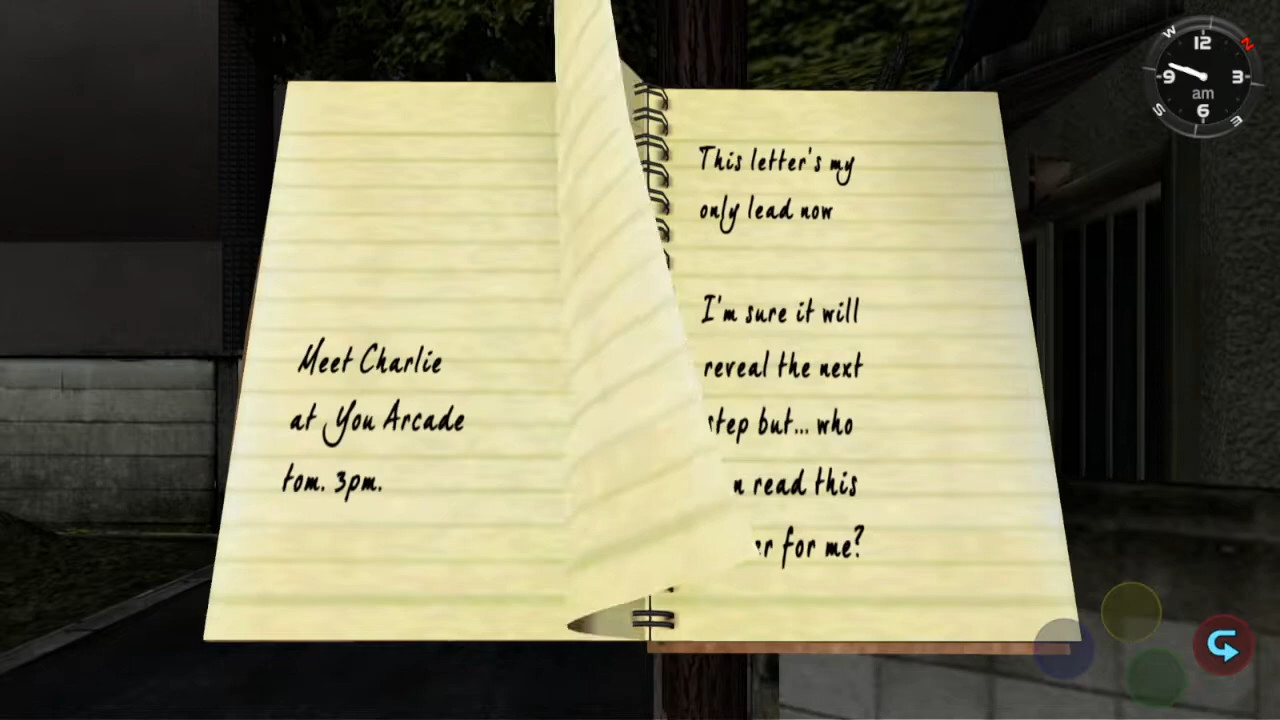 Meet Charlie
at You Arcade
tom. 3pm.
This letter's my
only lead now
I'm sure it will
reveal the next
step but... who
read this
for me?
W
12
N
9
3
am
S
6
E